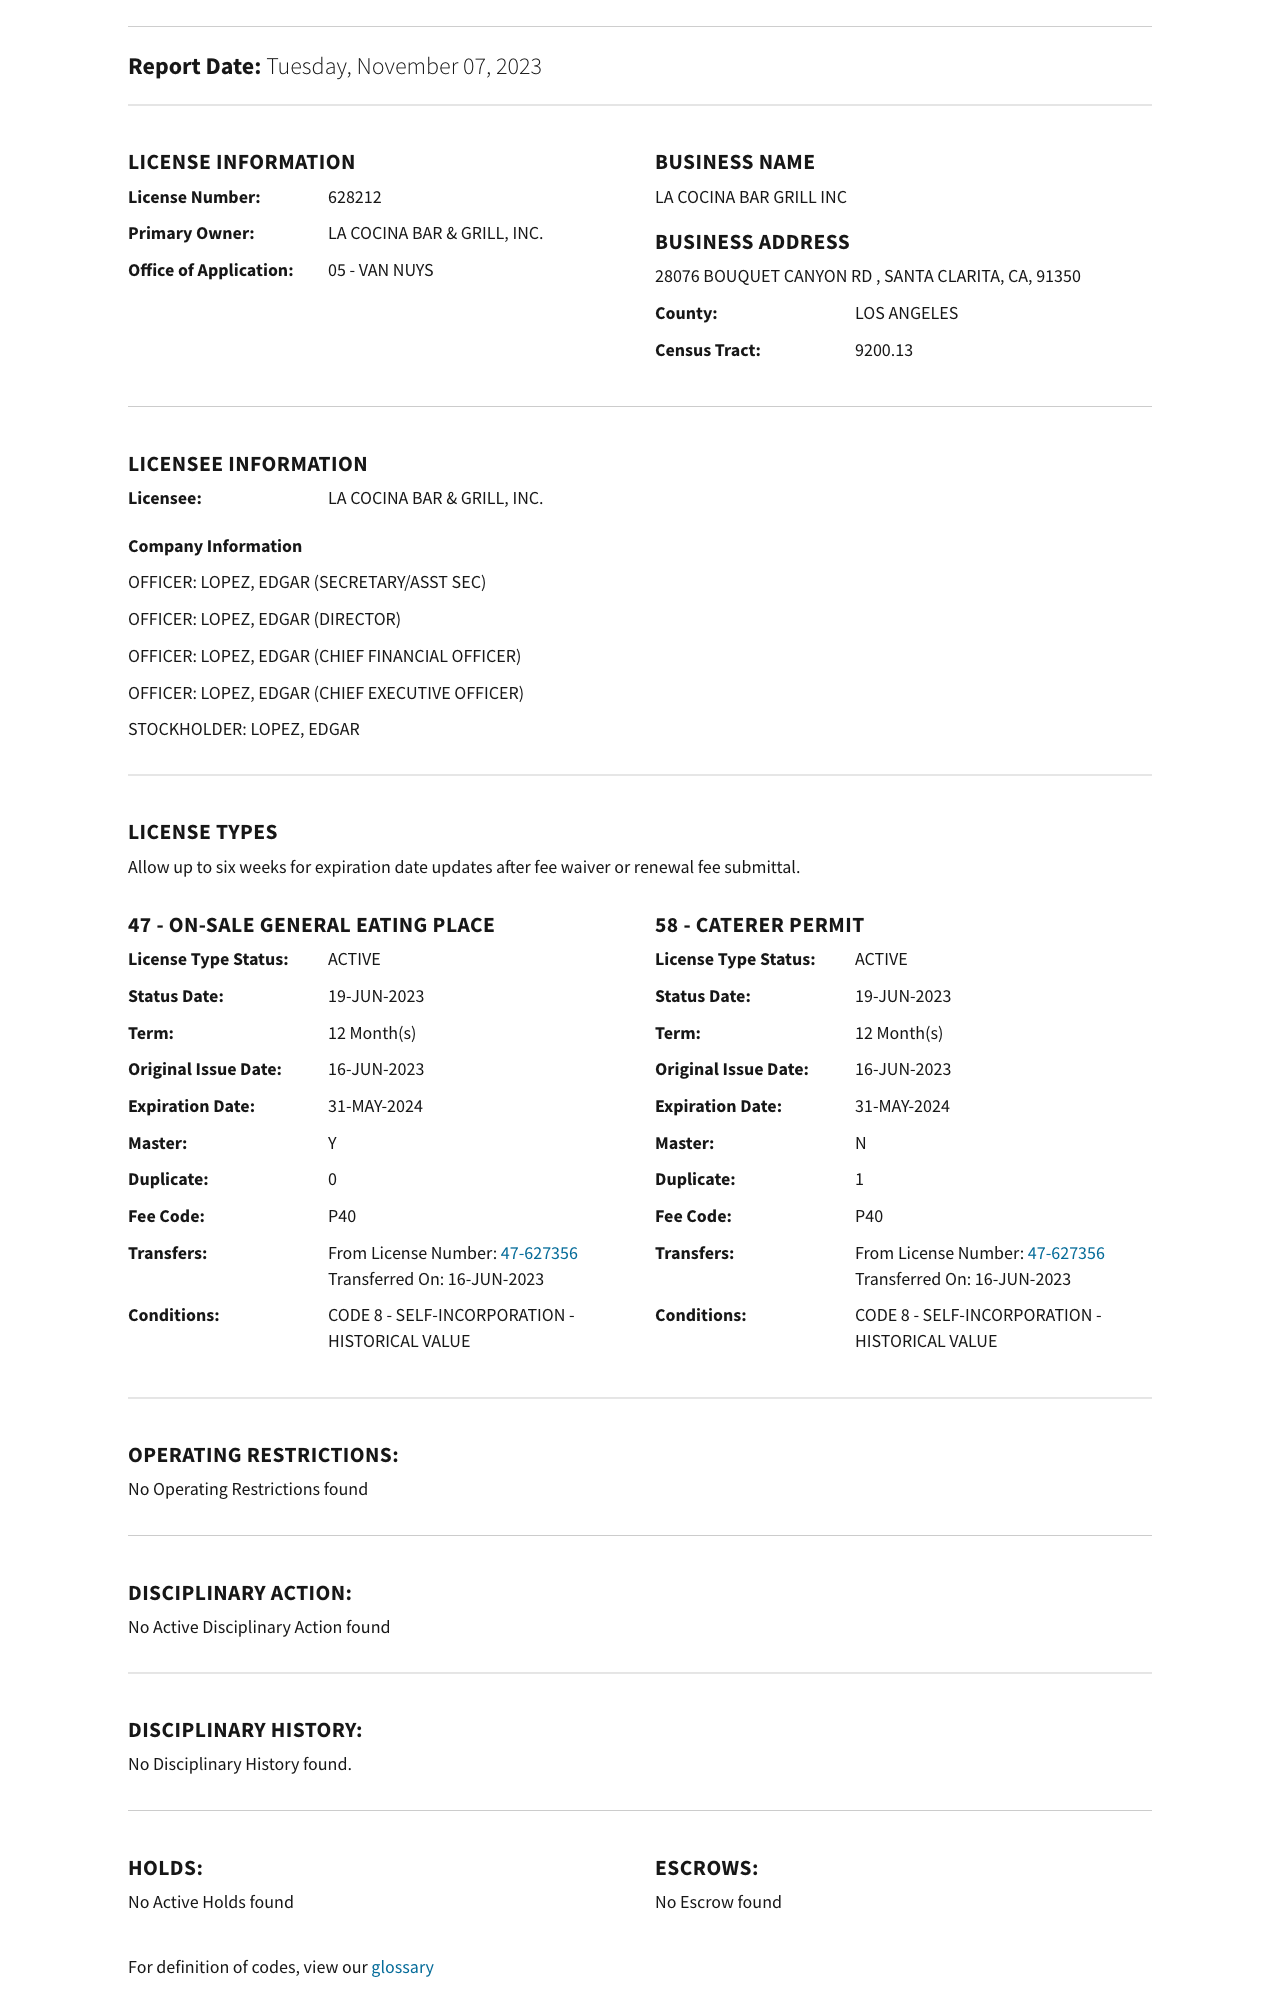 Report Date: Tuesday, November 07, 2023
LICENSE INFORMATION
License Number: 628212
Primary Owner: LA COCINA BAR & GRILL, INC.
Office of Application: 05 - VAN NUYS
BUSINESS NAME
LA COCINA BAR GRILL INC
BUSINESS ADDRESS
28076 BOUQUET CANYON RD , SANTA CLARITA, CA, 91350
County: LOS ANGELES
Census Tract: 9200.13
LICENSEE INFORMATION
Licensee: LA COCINA BAR & GRILL, INC.
Company Information
OFFICER: LOPEZ, EDGAR (SECRETARY/ASST SEC)
OFFICER: LOPEZ, EDGAR (DIRECTOR)
OFFICER: LOPEZ, EDGAR (CHIEF FINANCIAL OFFICER)
OFFICER: LOPEZ, EDGAR (CHIEF EXECUTIVE OFFICER)
STOCKHOLDER: LOPEZ, EDGAR
LICENSE TYPES
Allow up to six weeks for expiration date updates after fee waiver or renewal fee submittal.
47 - ON-SALE GENERAL EATING PLACE
License Type Status: ACTIVE
Status Date: 19-JUN-2023
Term: 12 Month(s)
Original Issue Date: 16-JUN-2023
Expiration Date: 31-MAY-2024
Master: Y
Duplicate: 0
Fee Code: P40
Transfers: From License Number: 47-627356
Transferred On: 16-JUN-2023
Conditions: CODE 8 - SELF-INCORPORATION -
HISTORICAL VALUE
58 - CATERER PERMIT
License Type Status: ACTIVE
Status Date: 19-JUN-2023
Term: 12 Month(s)
Original Issue Date: 16-JUN-2023
Expiration Date: 31-MAY-2024
Master: N
Duplicate: 1
Fee Code: P40
Transfers: From License Number: 47-627356
Transferred On: 16-JUN-2023
Conditions: CODE 8 - SELF-INCORPORATION -
HISTORICAL VALUE
OPERATING RESTRICTIONS:
No Operating Restrictions found
DISCIPLINARY ACTION:
No Active Disciplinary Action found
DISCIPLINARY HISTORY:
No Disciplinary History found.
HOLDS:
No Active Holds found
ESCROWS:
No Escrow found
For definition of codes, view our glossary